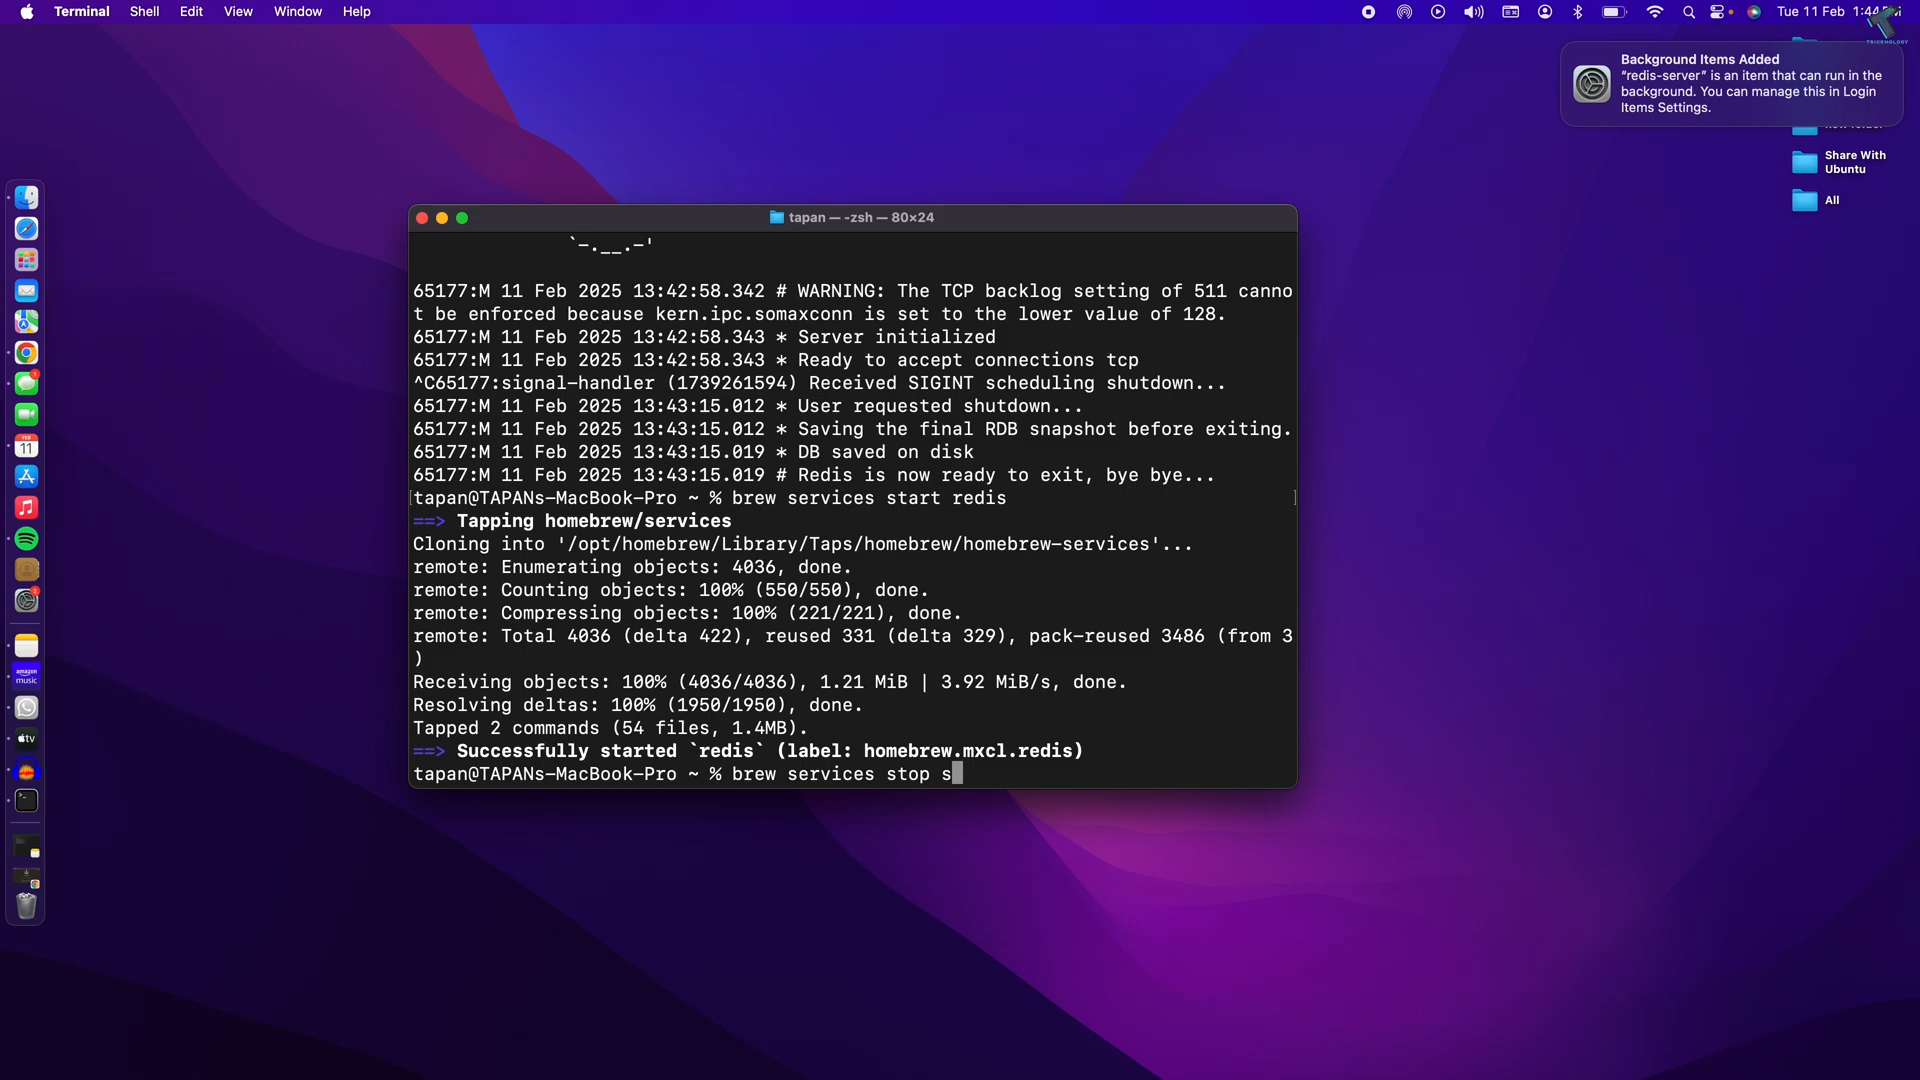 Terminal Shell Edit View Window Help
Tue 11 Feb 1:44
TRICKNOLOGY
Background Items Added
“redis-server” is an item that can run in the
background. You can manage this in Login
Items Settings.
Share With
Ubuntu
All
tapan — -zsh — 80×24
`-.__.-'
65177:M 11 Feb 2025 13:42:58.342 # WARNING: The TCP backlog setting of 511 canno
t be enforced because kern.ipc.somaxconn is set to the lower value of 128.
65177:M 11 Feb 2025 13:42:58.343 * Server initialized
65177:M 11 Feb 2025 13:42:58.343 * Ready to accept connections tcp
^C65177:signal-handler (1739261594) Received SIGINT scheduling shutdown...
65177:M 11 Feb 2025 13:43:15.012 * User requested shutdown...
65177:M 11 Feb 2025 13:43:15.012 * Saving the final RDB snapshot before exiting.
65177:M 11 Feb 2025 13:43:15.019 * DB saved on disk
65177:M 11 Feb 2025 13:43:15.019 # Redis is now ready to exit, bye bye...
[tapan@TAPANs-MacBook-Pro ~ % brew services start redis ]
==> Tapping homebrew/services
Cloning into '/opt/homebrew/Library/Taps/homebrew/homebrew-services'...
remote: Enumerating objects: 4036, done.
remote: Counting objects: 100% (550/550), done.
remote: Compressing objects: 100% (221/221), done.
remote: Total 4036 (delta 422), reused 331 (delta 329), pack-reused 3486 (from 3
)
Receiving objects: 100% (4036/4036), 1.21 MiB | 3.92 MiB/s, done.
Resolving deltas: 100% (1950/1950), done.
Tapped 2 commands (54 files, 1.4MB).
==> Successfully started `redis` (label: homebrew.mxcl.redis)
tapan@TAPANs-MacBook-Pro ~ % brew services stop s
FEB
11
amazon
music
tv